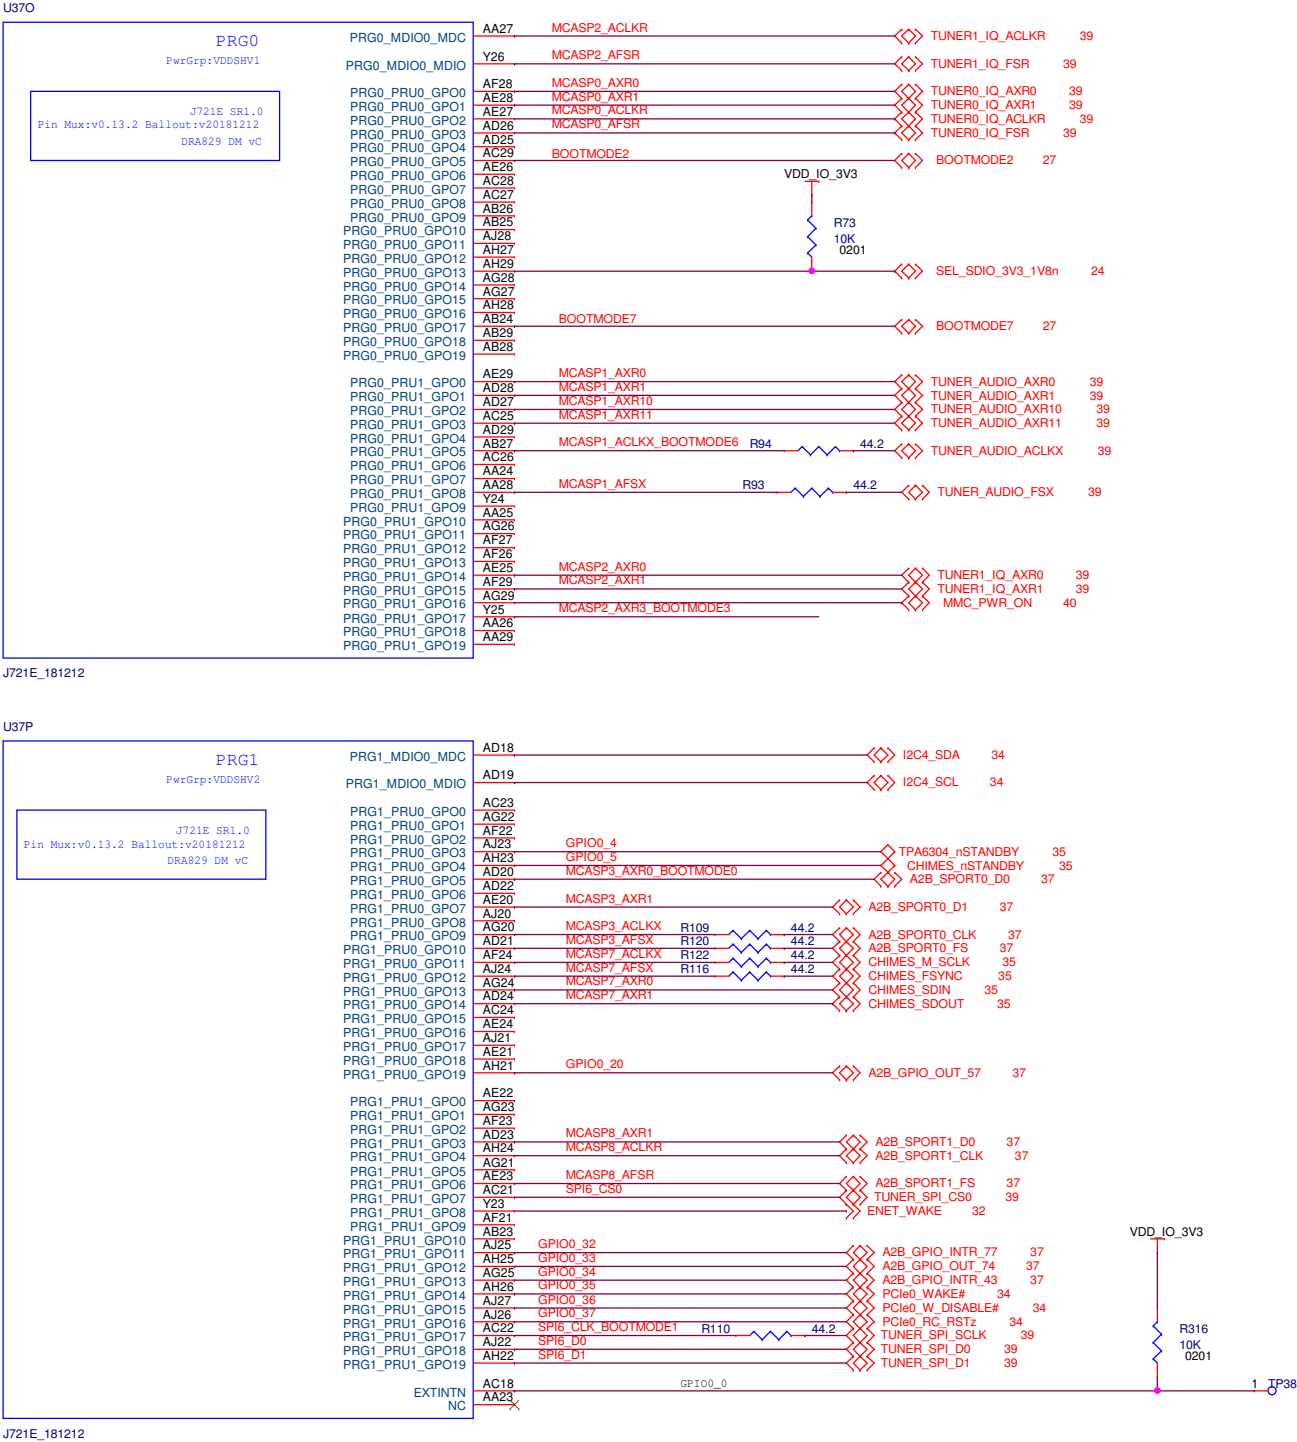 U37O
PRG0
PwrGrp:VDDSHV1
J721E SR1.0
Pin Mux:v0.13.2 Ballout:v20181212
DRA829 DM vC
PRG0_MDIO0_MDC AA27 MCASP2_ACLKR TUNER1_IQ_ACLKR 39
PRG0_MDIO0_MDIO Y26 MCASP2_AFSR TUNER1_IQ_FSR 39
PRG0_PRU0_GPO0 AF28 MCASP0_AXR0 TUNER0_IQ_AXR0 39
PRG0_PRU0_GPO1 AE28 MCASP0_AXR1 TUNER0_IQ_AXR1 39
PRG0_PRU0_GPO2 AE27 MCASP0_ACLKR TUNER0_IQ_ACLKR 39
PRG0_PRU0_GPO3 AD26 MCASP0_AFSR TUNER0_IQ_FSR 39
PRG0_PRU0_GPO4 AD25
PRG0_PRU0_GPO5 AC29 BOOTMODE2 BOOTMODE2 27
PRG0_PRU0_GPO6 AE26
PRG0_PRU0_GPO7 AC28
PRG0_PRU0_GPO8 AC27
PRG0_PRU0_GPO9 AB26
PRG0_PRU0_GPO10 AB25
PRG0_PRU0_GPO11 AJ28
PRG0_PRU0_GPO12 AH27
VDD_IO_3V3
R73
10K
0201
PRG0_PRU0_GPO13 AH29 SEL_SDIO_3V3_1V8n 24
PRG0_PRU0_GPO14 AG28
PRG0_PRU0_GPO15 AG27
PRG0_PRU0_GPO16 AH28
PRG0_PRU0_GPO17 AB24 BOOTMODE7 BOOTMODE7 27
PRG0_PRU0_GPO18 AB29
PRG0_PRU0_GPO19 AB28
PRG0_PRU1_GPO0 AE29 MCASP1_AXR0 TUNER_AUDIO_AXR0 39
PRG0_PRU1_GPO1 AD28 MCASP1_AXR1 TUNER_AUDIO_AXR1 39
PRG0_PRU1_GPO2 AD27 MCASP1_AXR10 TUNER_AUDIO_AXR10 39
PRG0_PRU1_GPO3 AC25 MCASP1_AXR11 TUNER_AUDIO_AXR11 39
PRG0_PRU1_GPO4 AD29
PRG0_PRU1_GPO5 AB27 MCASP1_ACLKX_BOOTMODE6 R94 44.2 TUNER_AUDIO_ACLKX 39
PRG0_PRU1_GPO6 AC26
PRG0_PRU1_GPO7 AA24
PRG0_PRU1_GPO8 AA28 MCASP1_AFSX R93 44.2 TUNER_AUDIO_FSX 39
PRG0_PRU1_GPO9 Y24
PRG0_PRU1_GPO10 AA25
PRG0_PRU1_GPO11 AG26
PRG0_PRU1_GPO12 AF27
PRG0_PRU1_GPO13 AF26
PRG0_PRU1_GPO14 AE25 MCASP2_AXR0 TUNER1_IQ_AXR0 39
PRG0_PRU1_GPO15 AF29 MCASP2_AXR1 TUNER1_IQ_AXR1 39
PRG0_PRU1_GPO16 AG29 MMC_PWR_ON 40
PRG0_PRU1_GPO17 Y25 MCASP2_AXR3_BOOTMODE3
PRG0_PRU1_GPO18 AA26
PRG0_PRU1_GPO19 AA29
J721E_181212
U37P
PRG1
PwrGrp:VDDSHV2
J721E SR1.0
Pin Mux:v0.13.2 Ballout:v20181212
DRA829 DM vC
PRG1_MDIO0_MDC AD18 I2C4_SDA 34
PRG1_MDIO0_MDIO AD19 I2C4_SCL 34
PRG1_PRU0_GPO0 AC23
PRG1_PRU0_GPO1 AG22
PRG1_PRU0_GPO2 AF22
PRG1_PRU0_GPO3 AJ23 GPIO0_4 TPA6304_nSTANDBY 35
PRG1_PRU0_GPO4 AH23 GPIO0_5 CHIMES_nSTANDBY 35
PRG1_PRU0_GPO5 AD20 MCASP3_AXR0_BOOTMODE0 A2B_SPORT0_D0 37
PRG1_PRU0_GPO6 AD22
PRG1_PRU0_GPO7 AE20 MCASP3_AXR1 A2B_SPORT0_D1 37
PRG1_PRU0_GPO8 AJ20
PRG1_PRU0_GPO9 AG20 MCASP3_ACLKX R109 44.2 A2B_SPORT0_CLK 37
PRG1_PRU0_GPO10 AD21 MCASP3_AFSX R120 44.2 A2B_SPORT0_FS 37
PRG1_PRU0_GPO11 AF24 MCASP7_ACLKX R122 44.2 CHIMES_M_SCLK 35
PRG1_PRU0_GPO12 AJ24 MCASP7_AFSX R116 44.2 CHIMES_FSYNC 35
PRG1_PRU0_GPO13 AG24 MCASP7_AXR0 CHIMES_SDIN 35
PRG1_PRU0_GPO14 AD24 MCASP7_AXR1 CHIMES_SDOUT 35
PRG1_PRU0_GPO15 AC24
PRG1_PRU0_GPO16 AE24
PRG1_PRU0_GPO17 AJ21
PRG1_PRU0_GPO18 AE21
PRG1_PRU0_GPO19 AH21 GPIO0_20 A2B_GPIO_OUT_57 37
PRG1_PRU1_GPO0 AE22
PRG1_PRU1_GPO1 AG23
PRG1_PRU1_GPO2 AF23
PRG1_PRU1_GPO3 AD23 MCASP8_AXR1 A2B_SPORT1_D0 37
PRG1_PRU1_GPO4 AH24 MCASP8_ACLKR A2B_SPORT1_CLK 37
PRG1_PRU1_GPO5 AG21
PRG1_PRU1_GPO6 AE23 MCASP8_AFSR A2B_SPORT1_FS 37
PRG1_PRU1_GPO7 AC21 SPI6_CS0 TUNER_SPI_CS0 39
PRG1_PRU1_GPO8 Y23 ENET_WAKE 32
PRG1_PRU1_GPO9 AF21
PRG1_PRU1_GPO10 AB23
PRG1_PRU1_GPO11 AJ25 GPIO0_32 A2B_GPIO_INTR_77 37
PRG1_PRU1_GPO12 AH25 GPIO0_33 A2B_GPIO_OUT_74 37
PRG1_PRU1_GPO13 AG25 GPIO0_34 A2B_GPIO_INTR_43 37
PRG1_PRU1_GPO14 AH26 GPIO0_35 PCIe0_WAKE# 34
PRG1_PRU1_GPO15 AJ27 GPIO0_36 PCIe0_W_DISABLE# 34
PRG1_PRU1_GPO16 AJ26 GPIO0_37 PCIe0_RC_RSTz 34
PRG1_PRU1_GPO17 AC22 SPI6_CLK_BOOTMODE1 R110 44.2 TUNER_SPI_SCLK 39
PRG1_PRU1_GPO18 AJ22 SPI6_D0 TUNER_SPI_D0 39
PRG1_PRU1_GPO19 AH22 SPI6_D1 TUNER_SPI_D1 39
VDD_IO_3V3
R316
10K
0201
EXTINTN AC18 GPIO0_0 1 TP38
NC AA23
J721E_181212